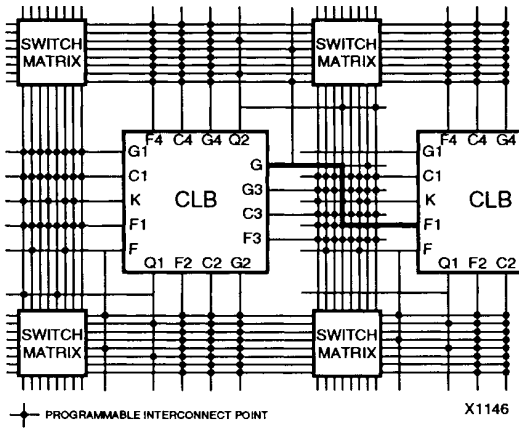 SWITCH
MATRIX
SWITCH
MATRIX
F4 C4 G4 Q2
G1
C1
K
F1
F
CLB
G
G3
C3
F3
Q1 F2 C2 G2
F4 C4 G4
G1
C1
K
F1
F
CLB
Q1 F2 C2
SWITCH
MATRIX
SWITCH
MATRIX
PROGRAMMABLE INTERCONNECT POINT
X1146